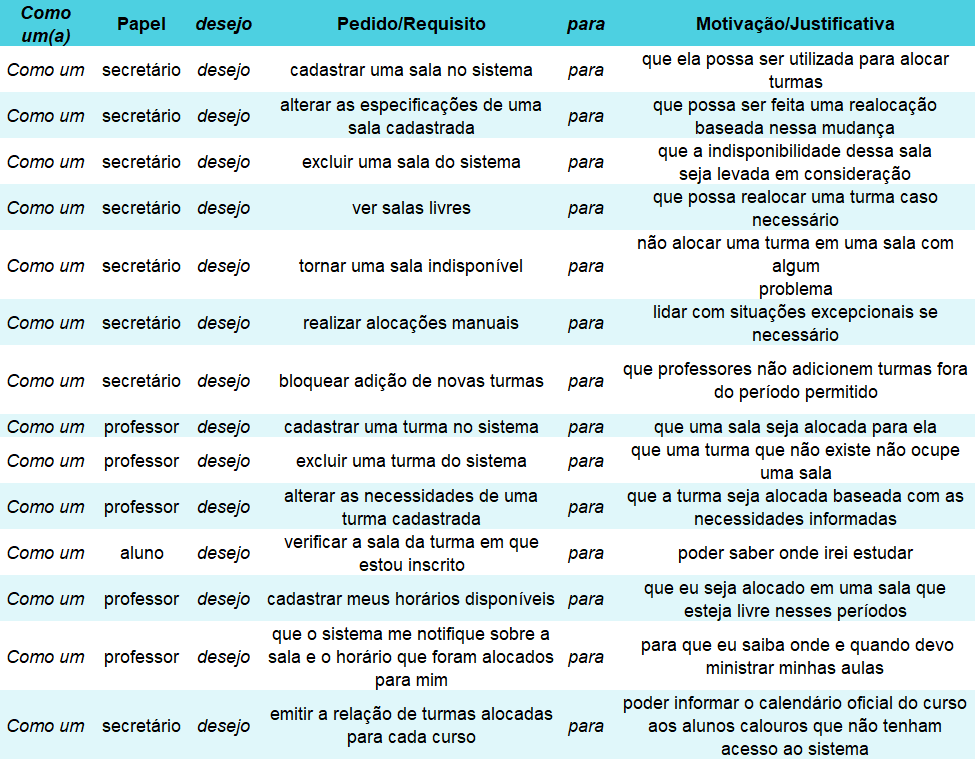 Como um(a) Papel desejo Pedido/Requisito para Motivação/Justificativa
Como um secretário desejo cadastrar uma sala no sistema para que ela possa ser utilizada para alocar turmas
Como um secretário desejo alterar as especificações de uma sala cadastrada para que possa ser feita uma realocação baseada nessa mudança
Como um secretário desejo excluir uma sala do sistema para que a indisponibilidade dessa sala seja levada em consideração
Como um secretário desejo ver salas livres para que possa realocar uma turma caso necessário
Como um secretário desejo tornar uma sala indisponível para não alocar uma turma em uma sala com algum problema
Como um secretário desejo realizar alocações manuais para lidar com situações excepcionais se necessário
Como um secretário desejo bloquear adição de novas turmas para que professores não adicionem turmas fora do período permitido
Como um professor desejo cadastrar uma turma no sistema para que uma sala seja alocada para ela
Como um professor desejo excluir uma turma do sistema para que uma turma que não existe não ocupe uma sala
Como um professor desejo alterar as necessidades de uma turma cadastrada para que a turma seja alocada baseada com as necessidades informadas
Como um aluno desejo verificar a sala da turma em que estou inscrito para poder saber onde irei estudar
Como um professor desejo cadastrar meus horários disponíveis para que eu seja alocado em uma sala que esteja livre nesses períodos
Como um professor desejo que o sistema me notifique sobre a sala e o horário que foram alocados para mim para para que eu saiba onde e quando devo ministrar minhas aulas
Como um secretário desejo emitir a relação de turmas alocadas para cada curso para poder informar o calendário oficial do curso aos alunos calouros que não tenham acesso ao sistema